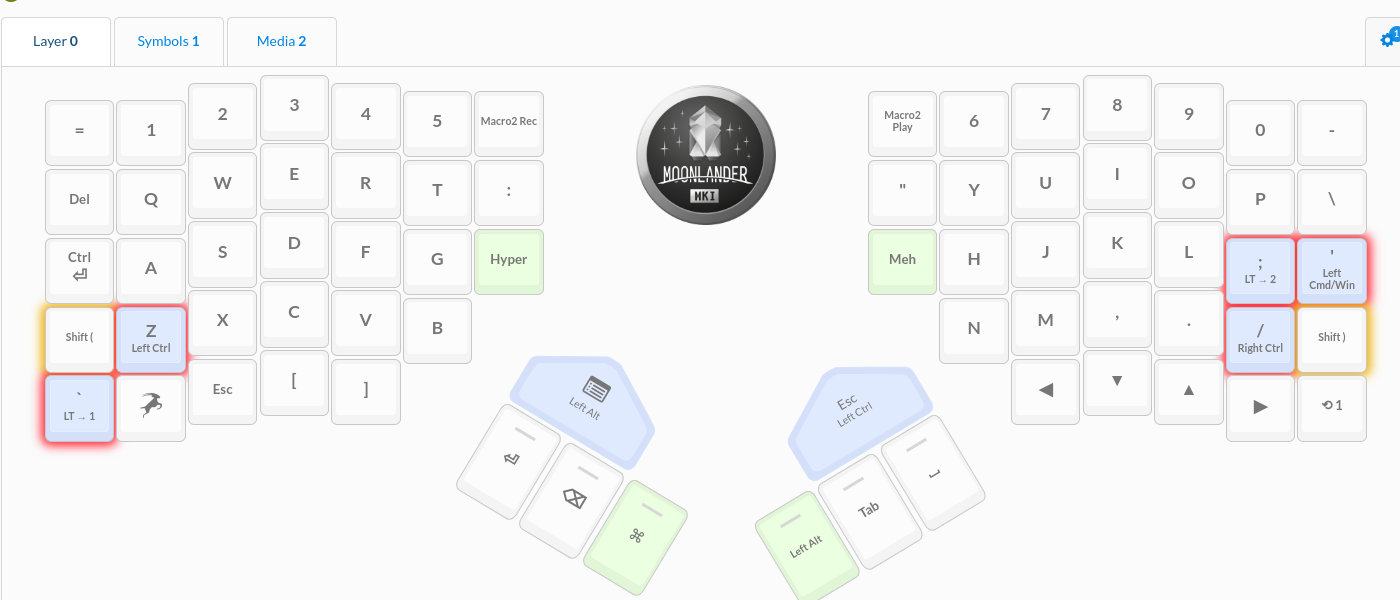 Layer 0
Symbols 1
Media 2
1
=
1
2
3
4
5
Macro2 Rec
Macro2
Play
6
7
8
9
0
-
Del
Q
W
E
R
T
:
"
Y
U
I
O
P
\
Ctrl
⏎
A
S
D
F
G
Hyper
Meh
H
J
K
L
;
LT → 2
'
Left
Cmd/Win
Shift (
Z
Left Ctrl
X
C
V
B
N
M
,
.
/
Right Ctrl
Shift )
`
LT → 1
Esc
[
]
◀
▼
▲
▶
⟲ 1
MOONLANDER
MKI
Left Alt
⏎
⌫
⌘
Esc
Left Ctrl
Left Alt
Tab
⎵